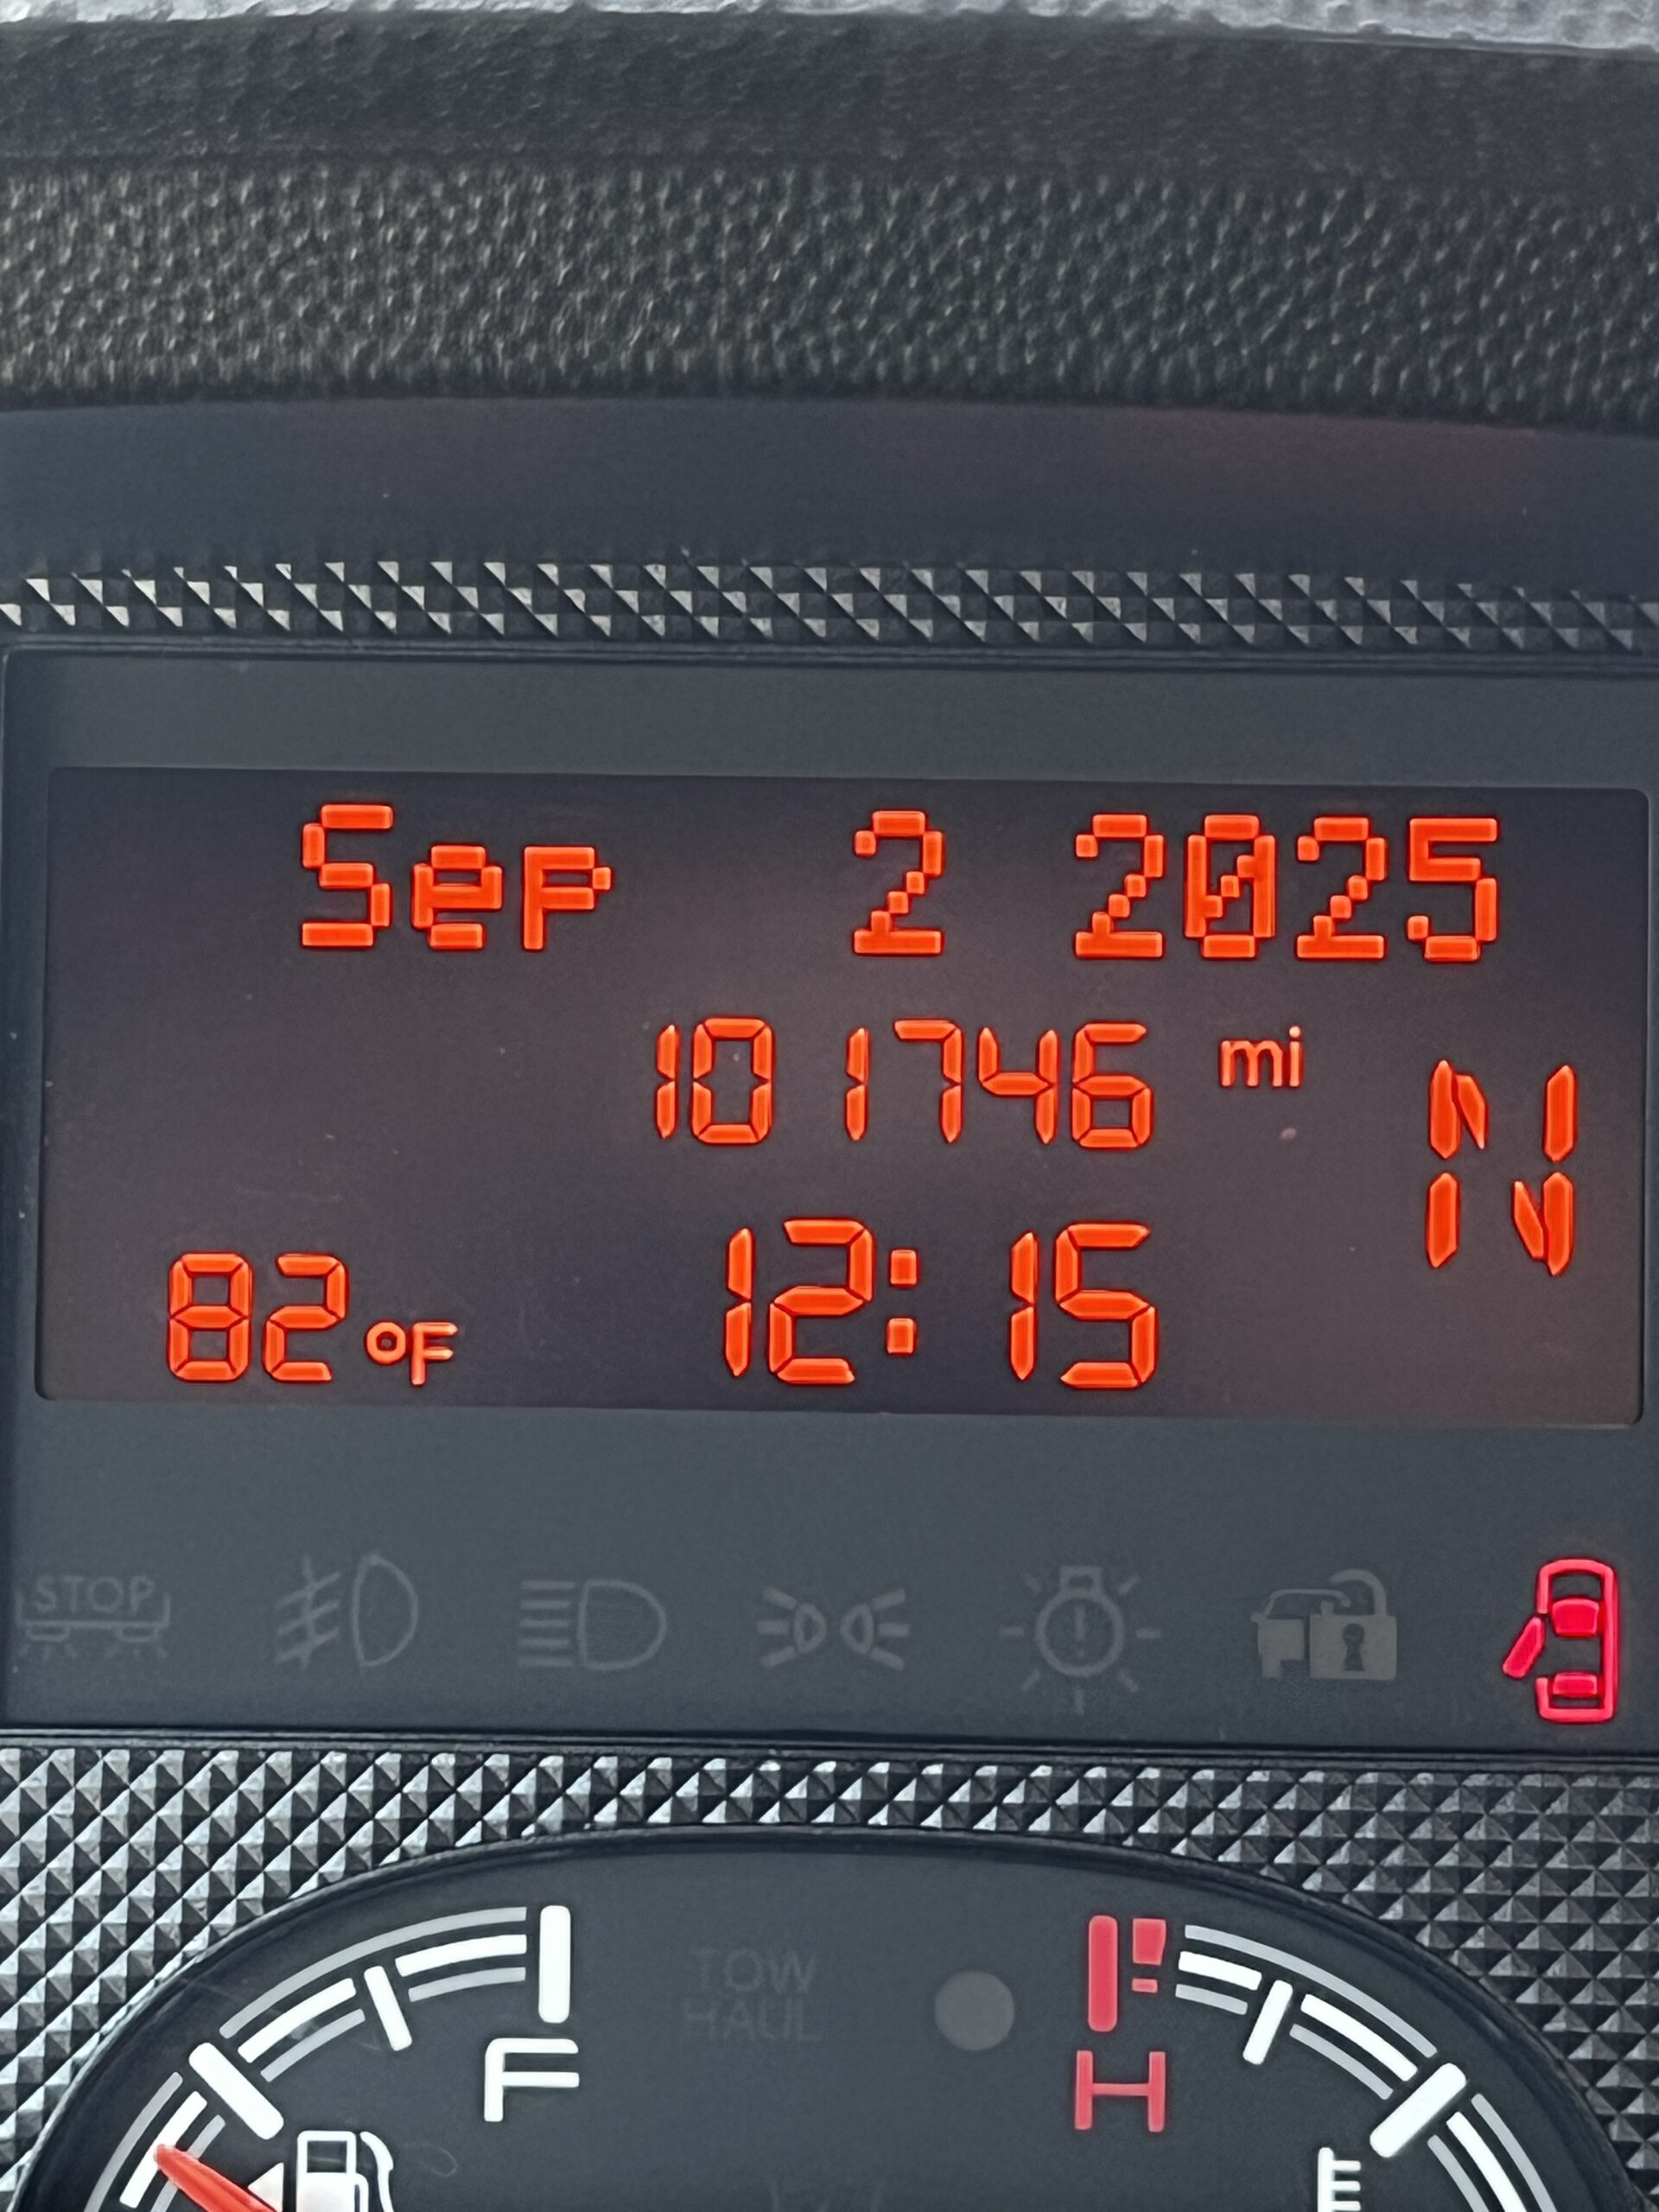 Sep 2 2025
101746 mi
N
82°F 12:15
STOP
TOW
HAUL
F
H
E